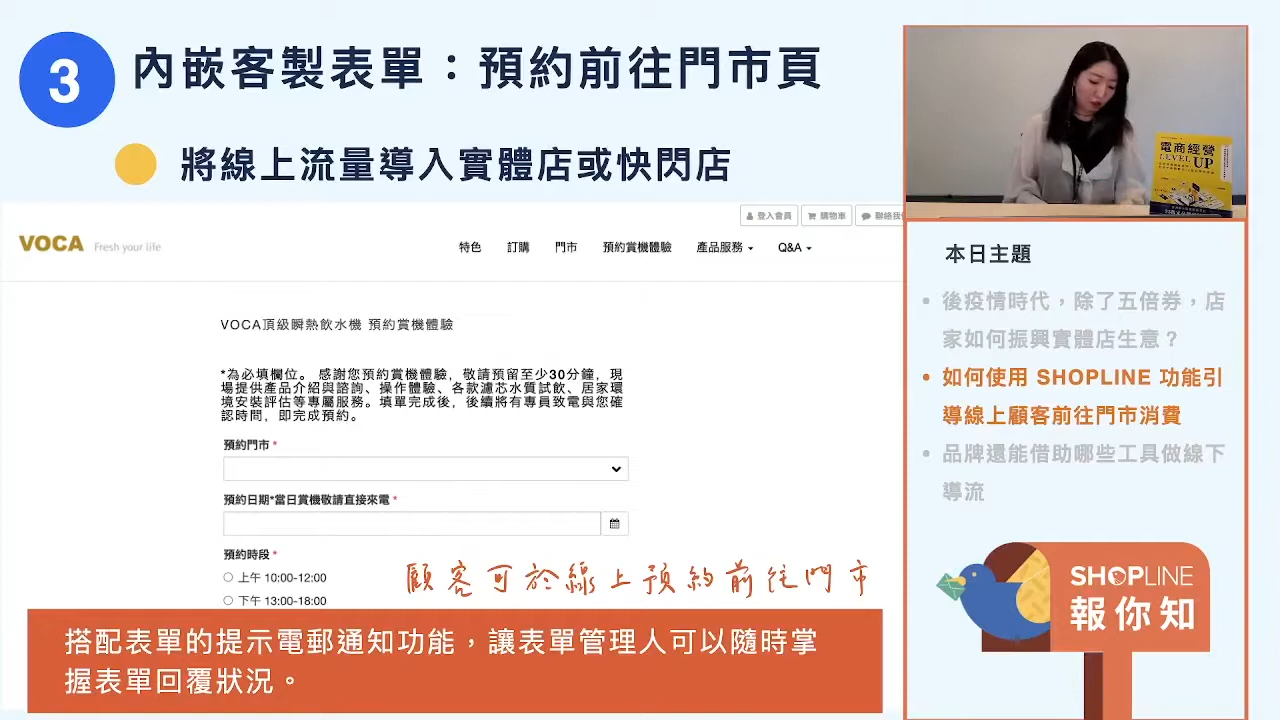 3
內嵌客製表單：預約前往門市頁
將線上流量導入實體店或快閃店
登入會員
購物車
聯絡我
VOCA Fresh your life
特色 訂購 門市 預約賞機體驗 產品服務 Q&A
VOCA頂級瞬熱飲水機 預約賞機體驗
*為必填欄位。 感謝您預約賞機體驗，敬請預留至少30分鐘，現
場提供產品介紹與諮詢、操作體驗、各款濾芯水質試飲、居家環
境安裝評估等專屬服務。填單完成後，後續將有專員致電與您確
認時間，即完成預約。
預約門市 *
預約日期*當日賞機敬請直接來電 *
預約時段 *
上午 10:00-12:00
下午 13:00-18:00
顧客可於線上預約前往門市
搭配表單的提示電郵通知功能，讓表單管理人可以隨時掌
握表單回覆狀況。
電商經營
LEVEL UP
本日主題
• 後疫情時代，除了五倍券，店
家如何振興實體店生意？
• 如何使用 SHOPLINE 功能引
導線上顧客前往門市消費
• 品牌還能借助哪些工具做線下
導流
SHOPLINE
報你知